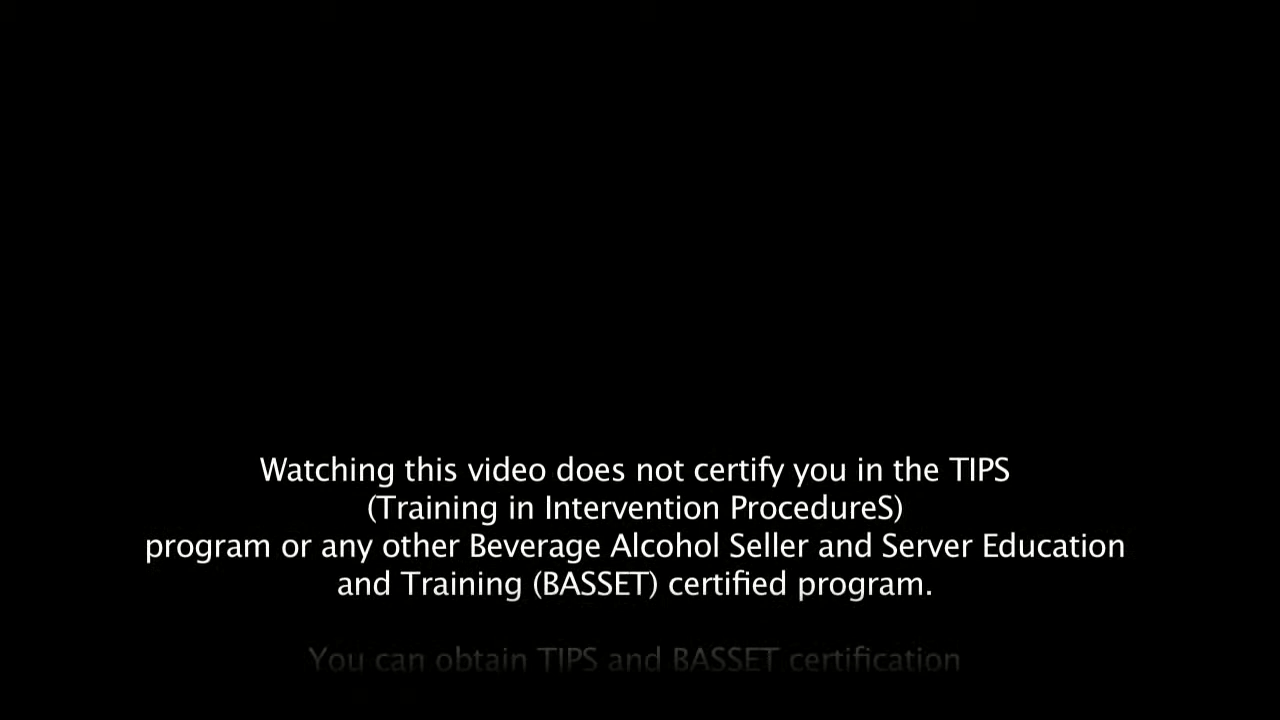 Watching this video does not certify you in the TIPS
(Training in Intervention ProcedureS)
program or any other Beverage Alcohol Seller and Server Education
and Training (BASSET) certified program.
You can obtain TIPS and BASSET certification